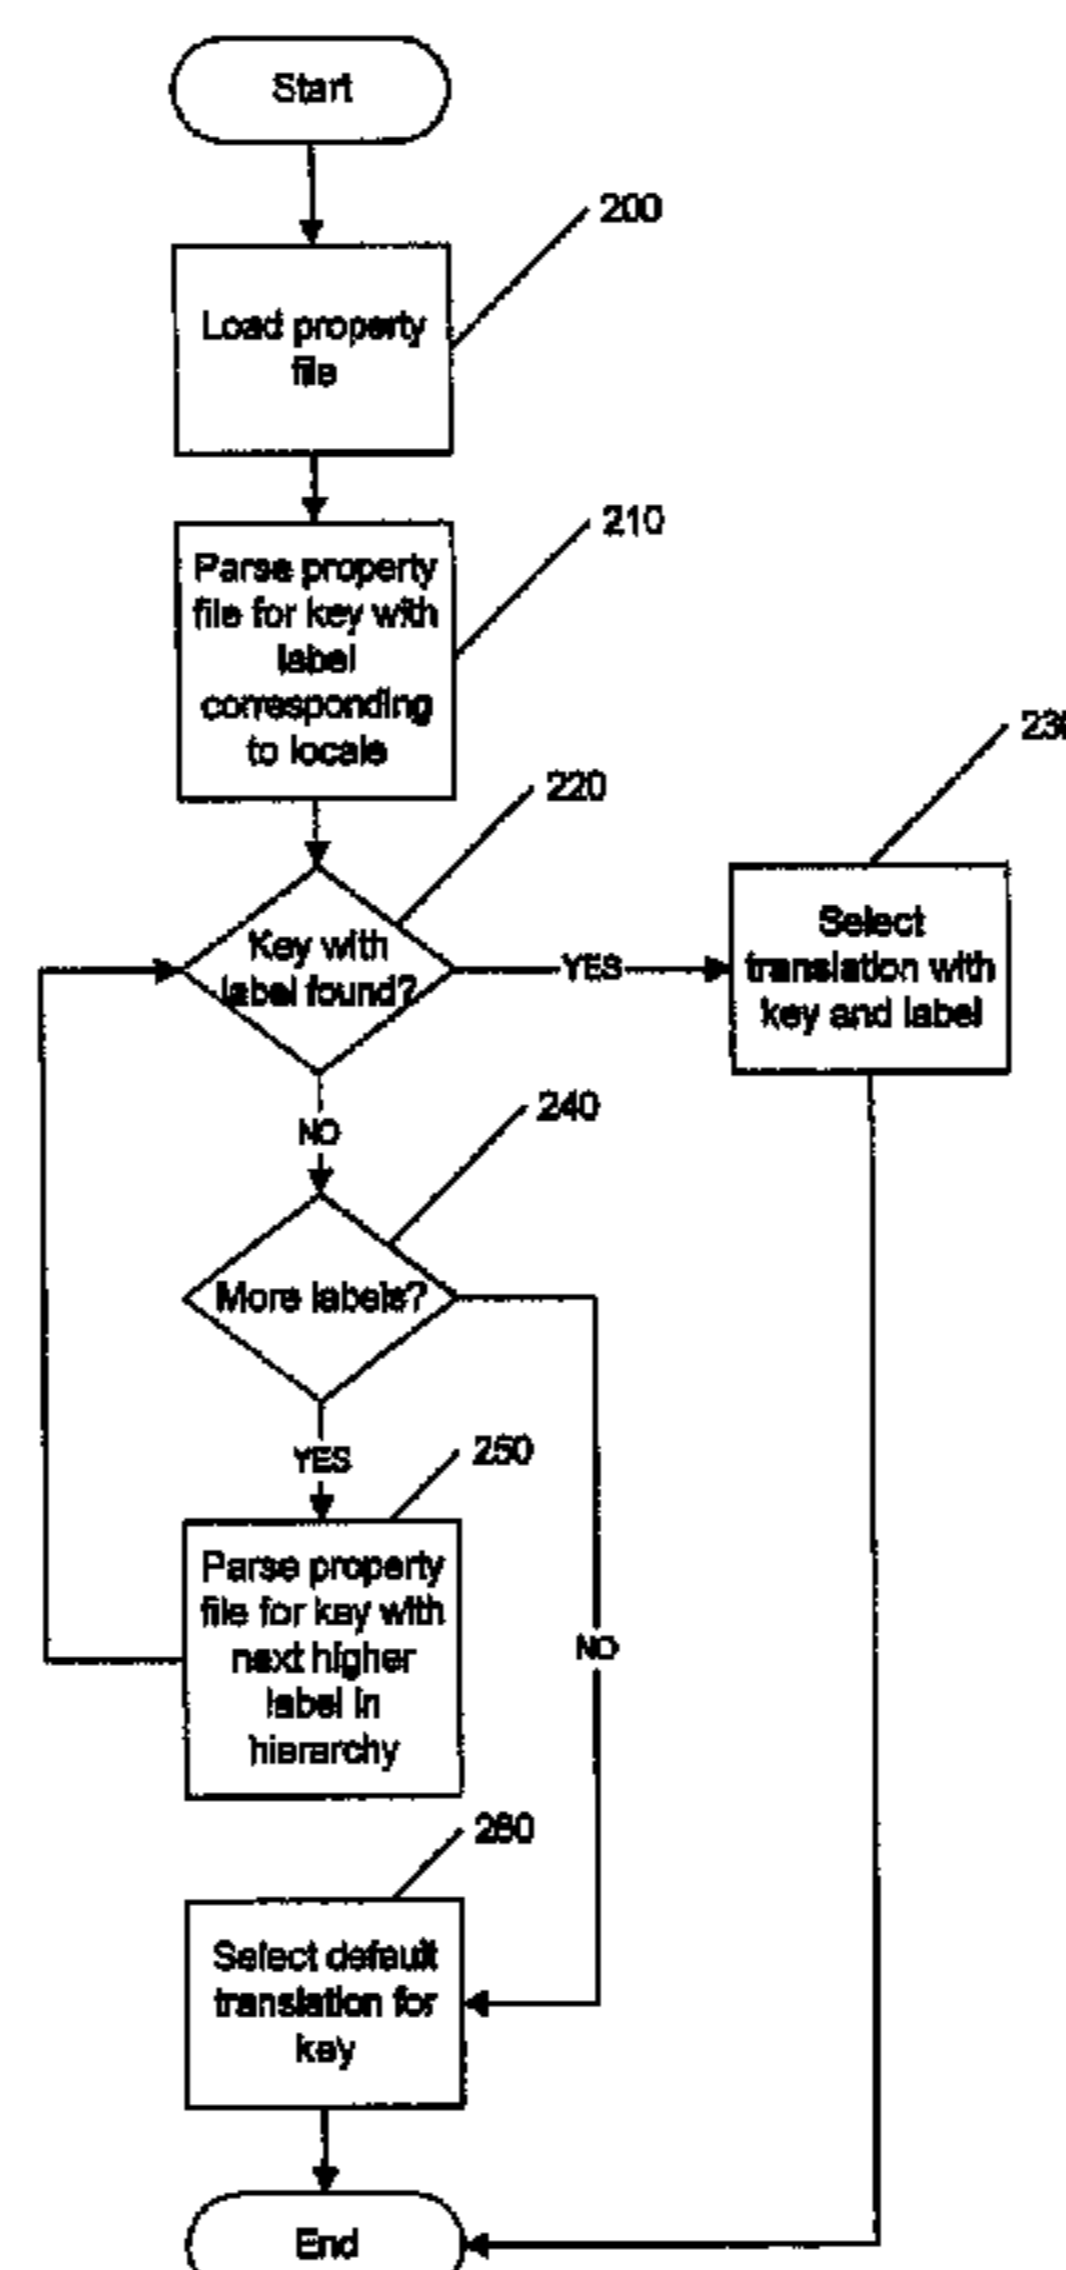 Start
200
Load property
file
210
Parse property
file for key with
label
corresponding
to locale
220
Key with
label found?
YES
Select
translation with
key and label
NO
240
More labels?
YES
250
Parse property
file for key with
next higher
label in
hierarchy
NO
260
Select default
translation for
key
End